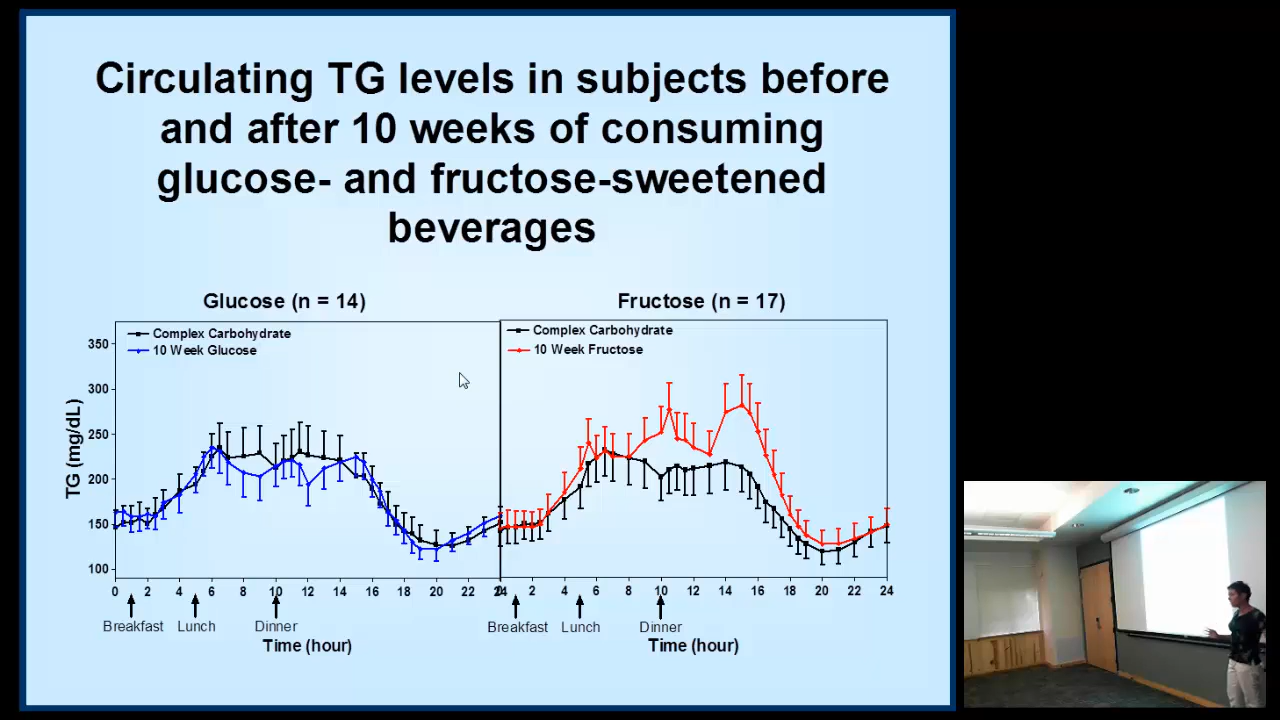 Circulating TG levels in subjects before
and after 10 weeks of consuming
glucose- and fructose-sweetened
beverages
Glucose (n = 14)
Complex Carbohydrate
10 Week Glucose
TG (mg/dL)
350
300
250
200
150
100
0 2 4 6 8 10 12 14 16 18 20 22 24
Breakfast Lunch Dinner
Time (hour)
Fructose (n = 17)
Complex Carbohydrate
10 Week Fructose
0 2 4 6 8 10 12 14 16 18 20 22 24
Breakfast Lunch Dinner
Time (hour)